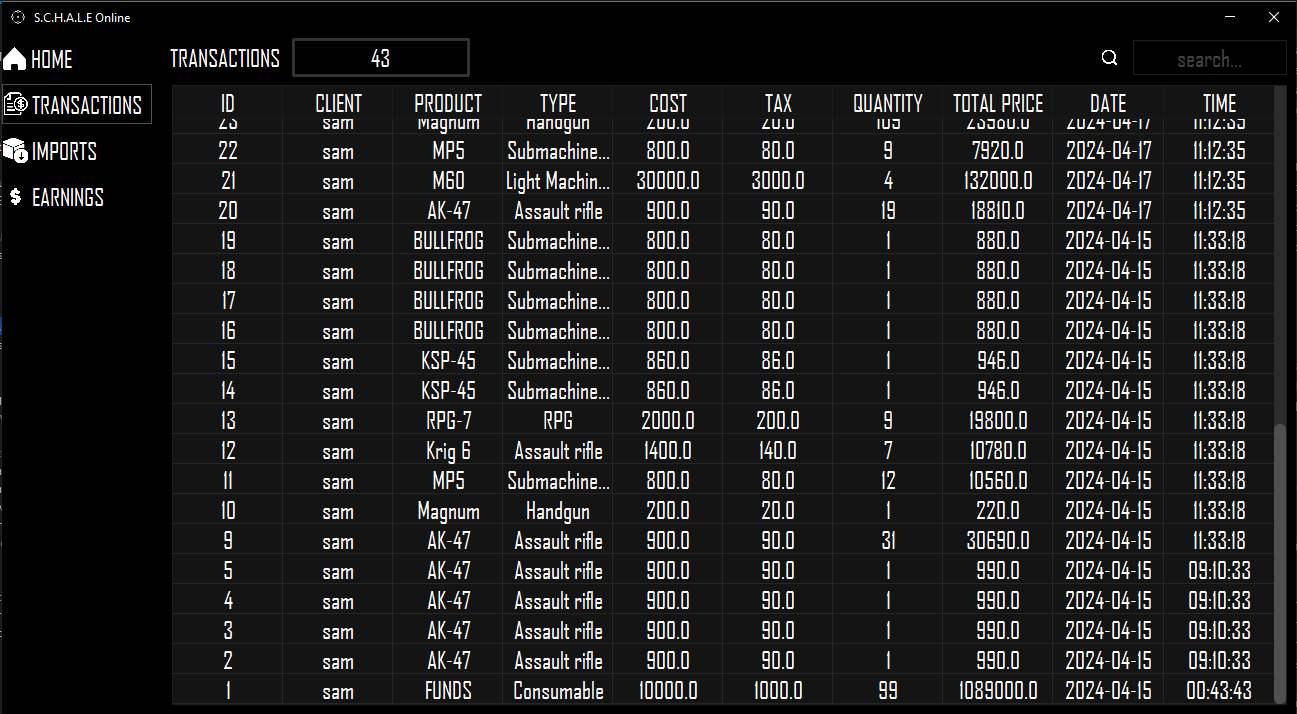 S.C.H.A.L.E Online
HOME
TRANSACTIONS
IMPORTS
EARNINGS
TRANSACTIONS 43 search...
ID CLIENT PRODUCT TYPE COST TAX QUANTITY TOTAL PRICE DATE TIME
23 sam Magnum Handgun 200.0 20.0 109 23980.0 2024-04-17 11:12:35
22 sam MP5 Submachine... 800.0 80.0 9 7920.0 2024-04-17 11:12:35
21 sam M60 Light Machin... 30000.0 3000.0 4 132000.0 2024-04-17 11:12:35
20 sam AK-47 Assault rifle 900.0 90.0 19 18810.0 2024-04-17 11:12:35
19 sam BULLFROG Submachine... 800.0 80.0 1 880.0 2024-04-15 11:33:18
18 sam BULLFROG Submachine... 800.0 80.0 1 880.0 2024-04-15 11:33:18
17 sam BULLFROG Submachine... 800.0 80.0 1 880.0 2024-04-15 11:33:18
16 sam BULLFROG Submachine... 800.0 80.0 1 880.0 2024-04-15 11:33:18
15 sam KSP-45 Submachine... 860.0 86.0 1 946.0 2024-04-15 11:33:18
14 sam KSP-45 Submachine... 860.0 86.0 1 946.0 2024-04-15 11:33:18
13 sam RPG-7 RPG 2000.0 200.0 9 19800.0 2024-04-15 11:33:18
12 sam Krig 6 Assault rifle 1400.0 140.0 7 10780.0 2024-04-15 11:33:18
11 sam MP5 Submachine... 800.0 80.0 12 10560.0 2024-04-15 11:33:18
10 sam Magnum Handgun 200.0 20.0 1 220.0 2024-04-15 11:33:18
9 sam AK-47 Assault rifle 900.0 90.0 31 30690.0 2024-04-15 11:33:18
5 sam AK-47 Assault rifle 900.0 90.0 1 990.0 2024-04-15 09:10:33
4 sam AK-47 Assault rifle 900.0 90.0 1 990.0 2024-04-15 09:10:33
3 sam AK-47 Assault rifle 900.0 90.0 1 990.0 2024-04-15 09:10:33
2 sam AK-47 Assault rifle 900.0 90.0 1 990.0 2024-04-15 09:10:33
1 sam FUNDS Consumable 10000.0 1000.0 99 1089000.0 2024-04-15 00:43:43